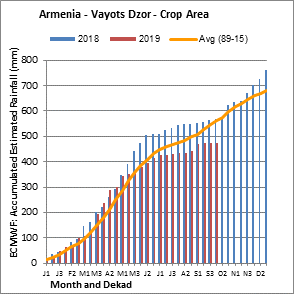 Armenia - Vayots Dzor - Crop Area
2018 2019 Avg (89-15)
ECMWF: Accumulated Estimated Rainfall (mm)
800
700
600
500
400
300
200
100
0
J1 J3 F2 M1 M3 A2 M1 M3 J2 J1 J3 A2 S1 S3 O2 N1 N3 D2
Month and Dekad